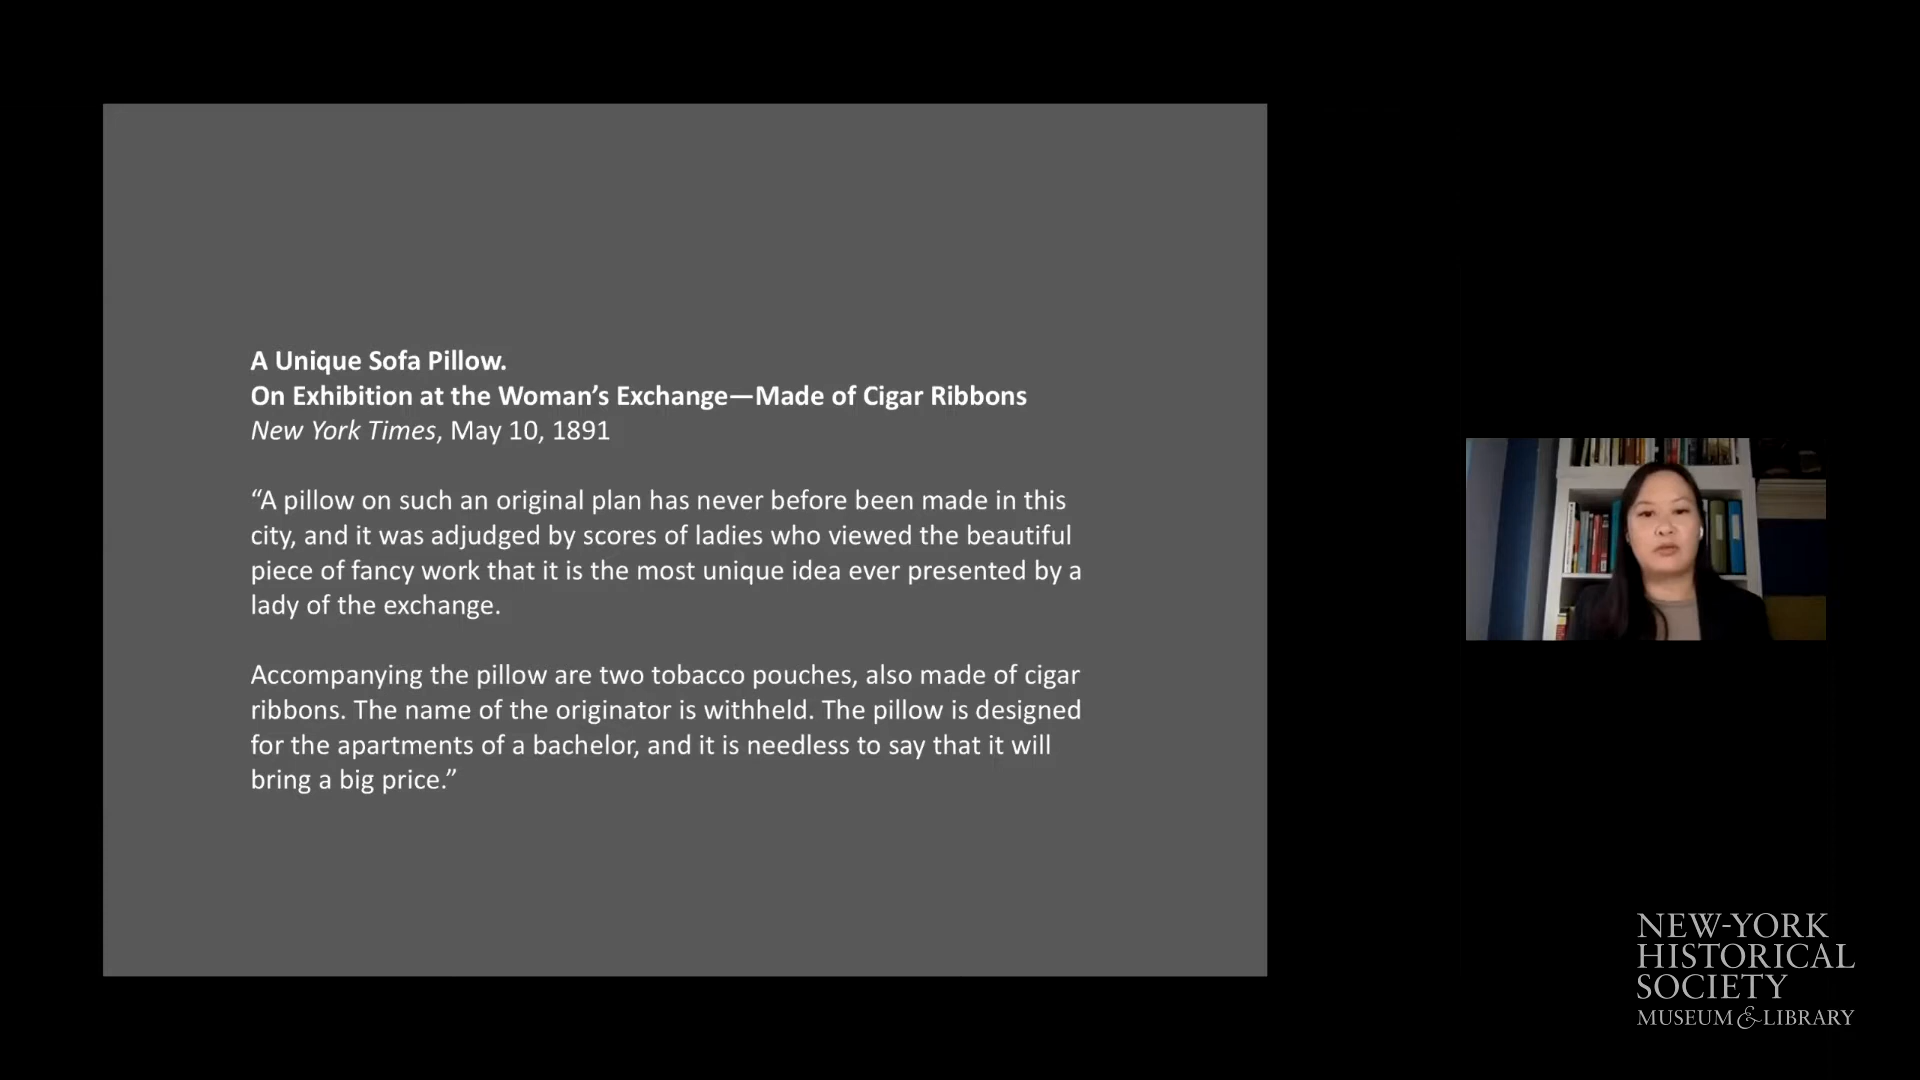 A Unique Sofa Pillow.
On Exhibition at the Woman’s Exchange—Made of Cigar Ribbons
New York Times, May 10, 1891
“A pillow on such an original plan has never before been made in this
city, and it was adjudged by scores of ladies who viewed the beautiful
piece of fancy work that it is the most unique idea ever presented by a
lady of the exchange.
Accompanying the pillow are two tobacco pouches, also made of cigar
ribbons. The name of the originator is withheld. The pillow is designed
for the apartments of a bachelor, and it is needless to say that it will
bring a big price.”
NEW-YORK
HISTORICAL
SOCIETY
MUSEUM & LIBRARY